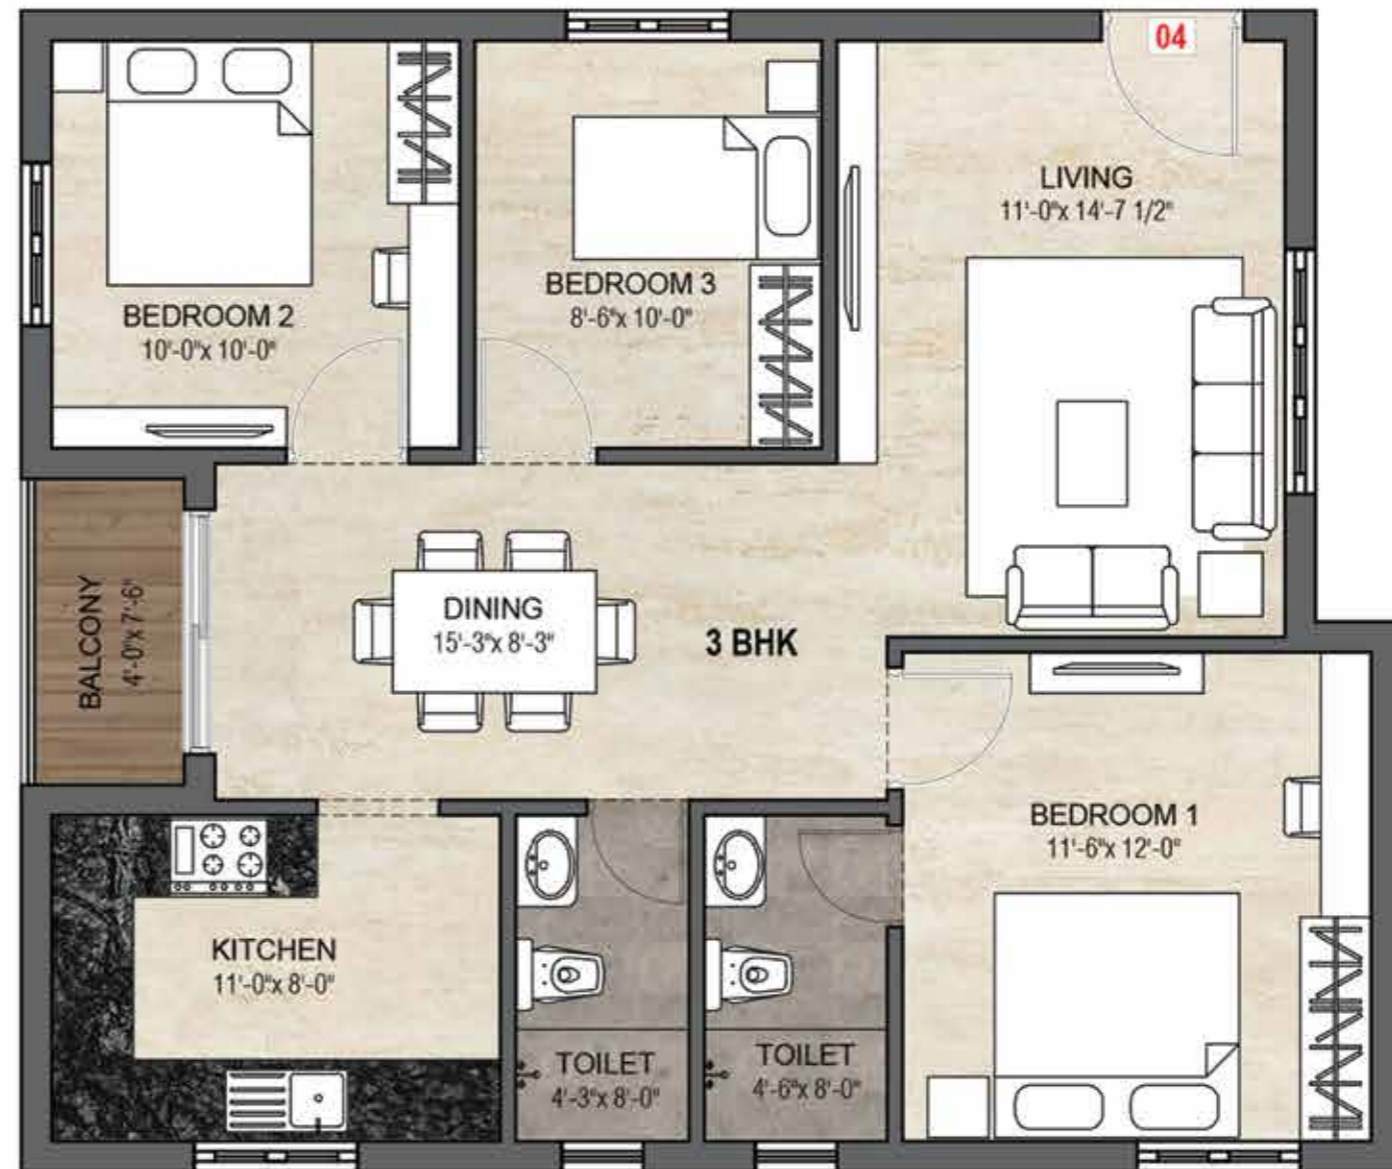 04
LIVING
11'-0"x 14'-7 1/2"
BEDROOM 3
8'-6"x 10'-0"
BEDROOM 2
10'-0"x 10'-0"
BALCONY
4'-0"x 7'-6"
DINING
15'-3"x 8'-3"
3 BHK
BEDROOM 1
11'-6"x 12'-0"
KITCHEN
11'-0"x 8'-0"
TOILET
4'-3"x 8'-0"
TOILET
4'-6"x 8'-0"